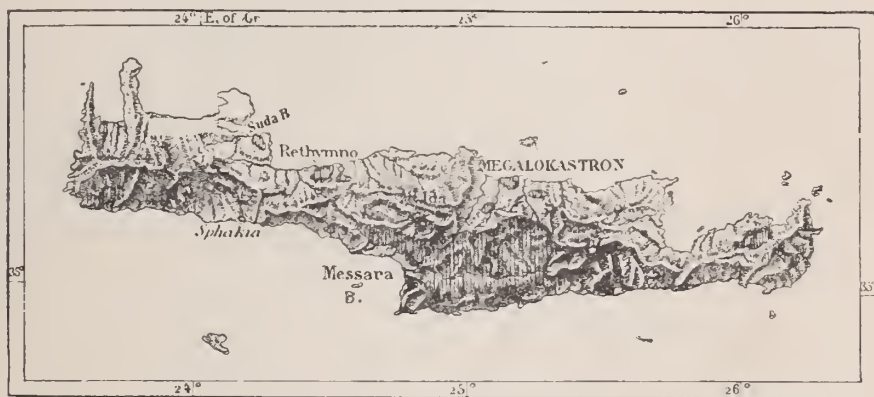 24° E. of Gr 25° 26°
Suda B
Rethymno
MEGALOKASTRON
Ida
Sphakia
35°
Messara
B.
35°
24° 25° 26°